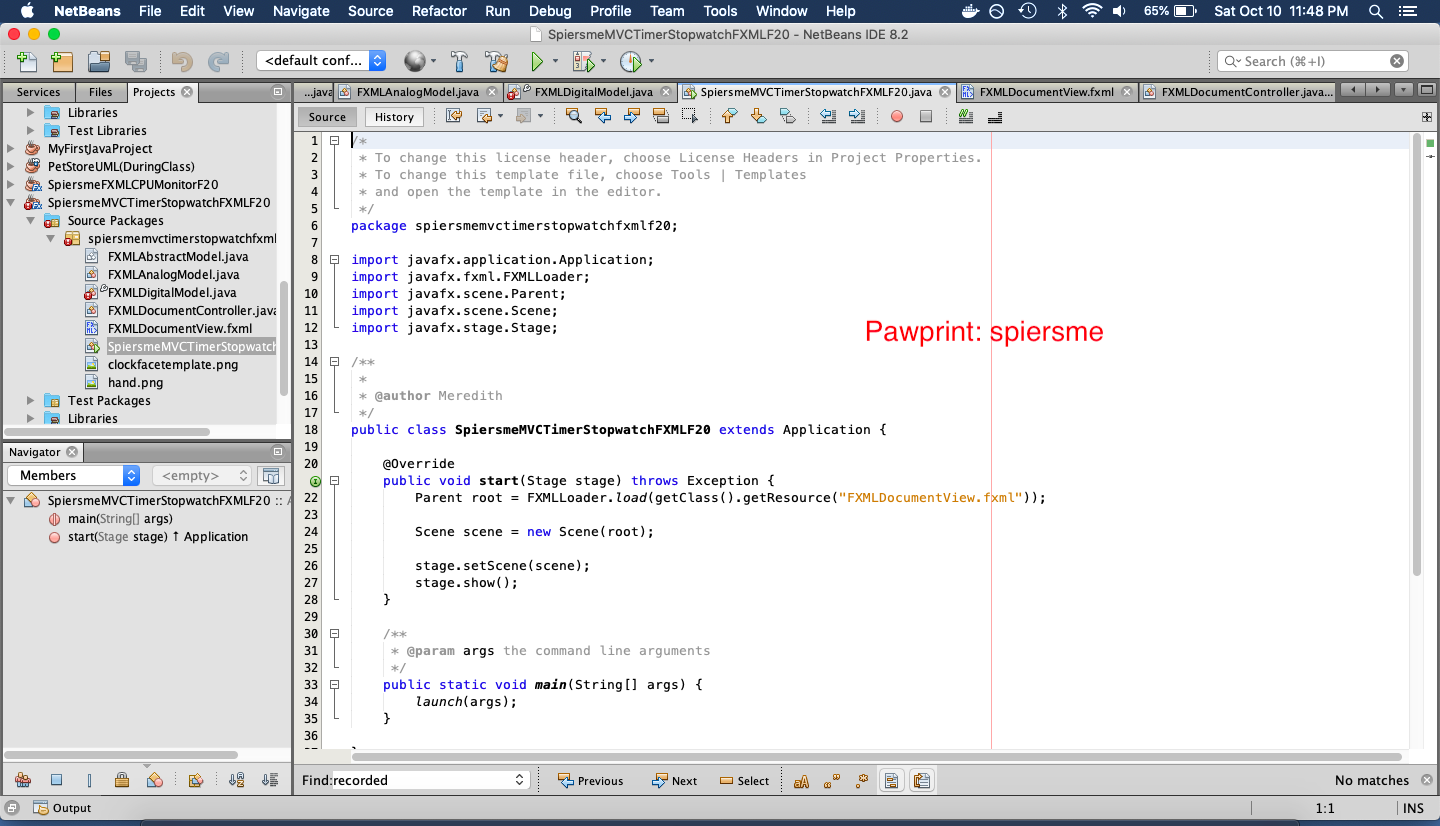 NetBeans File Edit View Navigate Source Refactor Run Debug Profile Team Tools Window Help 65% Sat Oct 10 11:48 PM
SpiersmeMVCTimerStopwatchFXMLF20 - NetBeans IDE 8.2
<default conf... Search (⌘+I)
Services Files Projects
...java FXMLAnalogModel.java FXMLDigitalModel.java SpiersmeMVCTimerStopwatchFXMLF20.java FXMLDocumentView.fxml FXMLDocumentController.java...
Source History
Libraries
Test Libraries
MyFirstJavaProject
PetStoreUML(DuringClass)
SpiersmeFXMLCPUMonitorF20
SpiersmeMVCTimerStopwatchFXMLF20
Source Packages
spiersmemvctimerstopwatchfxml
FXMLAbstractModel.java
FXMLAnalogModel.java
FXMLDigitalModel.java
FXMLDocumentController.java
FXMLDocumentView.fxml
SpiersmeMVCTimerStopwatch
clockfacetemplate.png
hand.png
Test Packages
Libraries
Navigator
Members <empty>
SpiersmeMVCTimerStopwatchFXMLF20 :: A
main(String[] args)
start(Stage stage) ↑ Application
1 /*
2 * To change this license header, choose License Headers in Project Properties.
3 * To change this template file, choose Tools | Templates
4 * and open the template in the editor.
5 */
6 package spiersmemvctimerstopwatchfxmlf20;
7
8 import javafx.application.Application;
9 import javafx.fxml.FXMLLoader;
10 import javafx.scene.Parent;
11 import javafx.scene.Scene;
12 import javafx.stage.Stage;
13
14 /**
15 *
16 * @author Meredith
17 */
18 public class SpiersmeMVCTimerStopwatchFXMLF20 extends Application {
19
20 @Override
public void start(Stage stage) throws Exception {
22 Parent root = FXMLLoader.load(getClass().getResource("FXMLDocumentView.fxml"));
23
24 Scene scene = new Scene(root);
25
26 stage.setScene(scene);
27 stage.show();
28 }
29
30 /**
31 * @param args the command line arguments
32 */
33 public static void main(String[] args) {
34 launch(args);
35 }
36
Pawprint: spiersme
Find: recorded Previous Next Select aA No matches
Output 1:1 INS